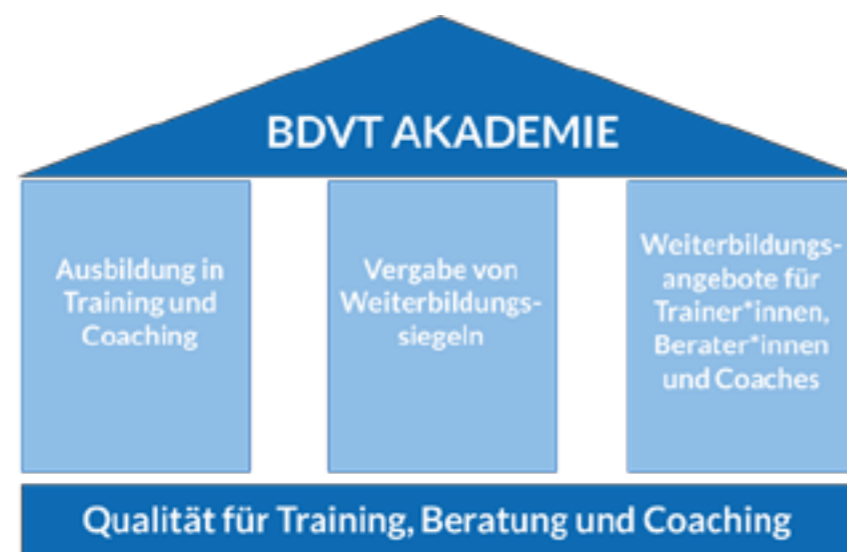 BDVT AKADEMIE
Ausbildung in
Training und
Coaching
Vergabe von
Weiterbildungs-
siegeln
Weiterbildungs-
angebote für
Trainer*innen,
Berater*innen
und Coaches
Qualität für Training, Beratung und Coaching